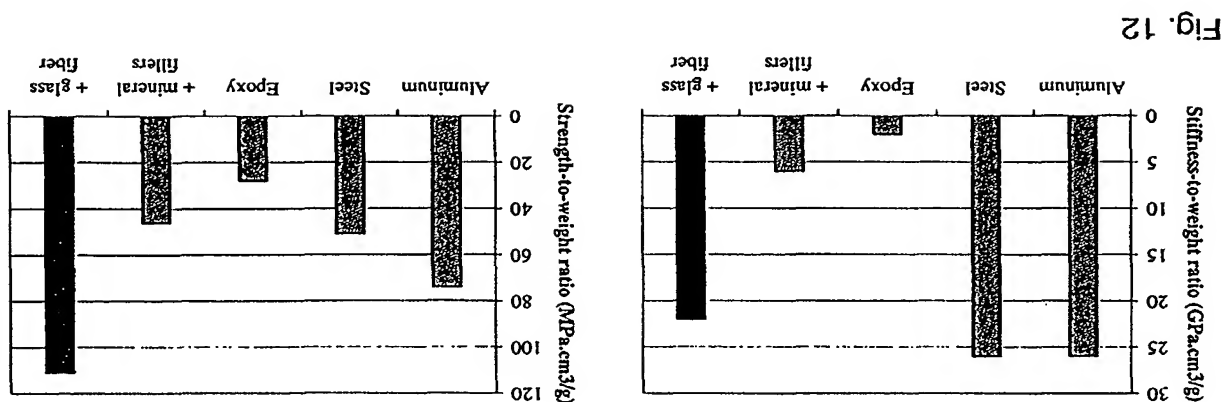 Stiffness-to-weight ratio (GPa.cm3/g)
30
25
20
15
10
5
0
Aluminum
Steel
Epoxy
+ mineral
fillers
+ glass
fiber
Strength-to-weight ratio (MPa.cm3/g)
120
100
80
60
40
20
0
Aluminum
Steel
Epoxy
+ mineral
fillers
+ glass
fiber
Fig. 12